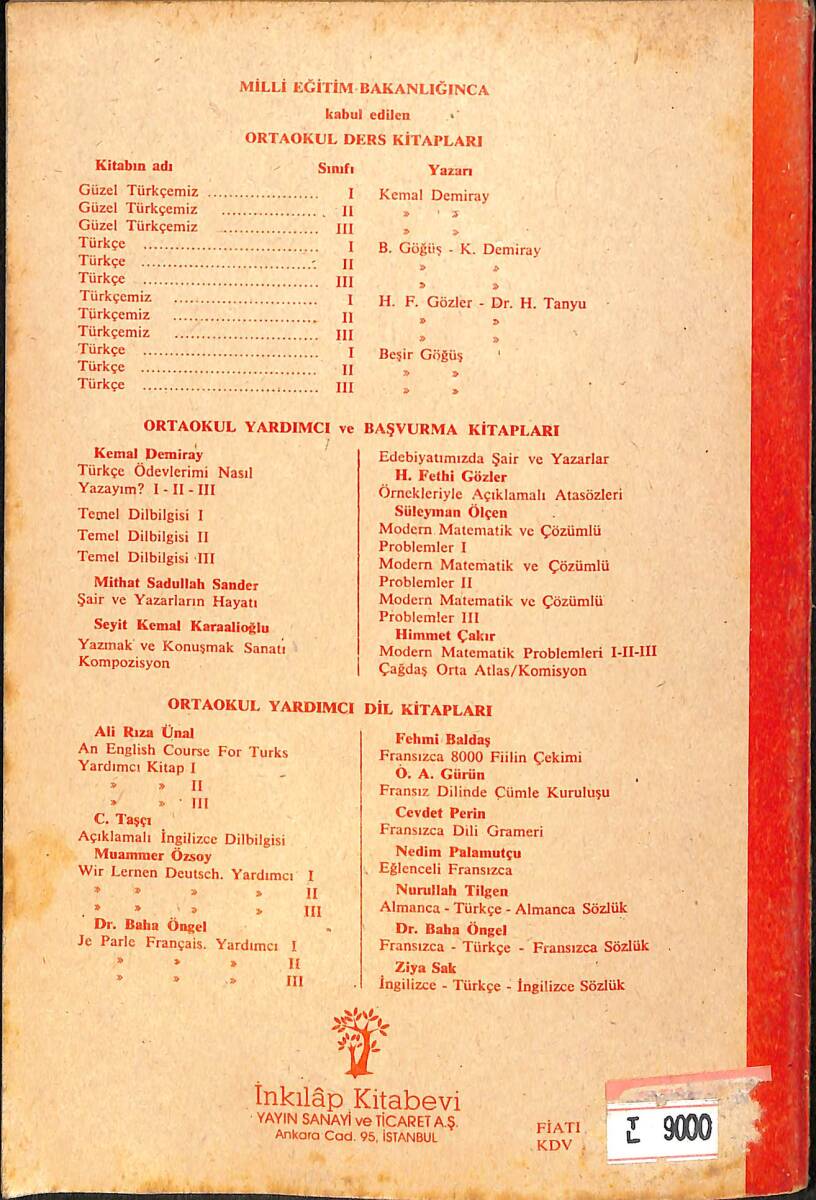 MİLLİ EĞİTİM BAKANLIĞINCA
kabul edilen
ORTAOKUL DERS KİTAPLARI
Kitabın adı Sınıfı Yazarı
Güzel Türkçemiz .................... I Kemal Demiray
Güzel Türkçemiz .................... II » »
Güzel Türkçemiz .................... III » »
Türkçe .................... I B. Göğüş - K. Demiray
Türkçe .................... II » »
Türkçe .................... III » »
Türkçemiz .................... I H. F. Gözler - Dr. H. Tanyu
Türkçemiz .................... II » »
Türkçemiz .................... III » »
Türkçe .................... I Beşir Göğüş
Türkçe .................... II » »
Türkçe .................... III » »
ORTAOKUL YARDIMCI ve BAŞVURMA KİTAPLARI
Kemal Demiray
Türkçe Ödevlerimi Nasıl
Yazayım? I - II - III
Temel Dilbilgisi I
Temel Dilbilgisi II
Temel Dilbilgisi III
Mithat Sadullah Sander
Şair ve Yazarların Hayatı
Seyit Kemal Karaalioğlu
Yazmak ve Konuşmak Sanatı
Kompozisyon
Edebiyatımızda Şair ve Yazarlar
H. Fethi Gözler
Örnekleriyle Açıklamalı Atasözleri
Süleyman Ölçen
Modern Matematik ve Çözümlü
Problemler I
Modern Matematik ve Çözümlü
Problemler II
Modern Matematik ve Çözümlü
Problemler III
Himmet Çakır
Modern Matematik Problemleri I-II-III
Çağdaş Orta Atlas/Komisyon
ORTAOKUL YARDIMCI DİL KİTAPLARI
Ali Rıza Ünal
An English Course For Turks
Yardımcı Kitap I
» » II
» » III
C. Taşçı
Açıklamalı İngilizce Dilbilgisi
Muammer Özsoy
Wir Lernen Deutsch. Yardımcı I
» » » » II
» » » » III
Dr. Baha Öngel
Je Parle Français. Yardımcı I
» » » II
» » » III
Fehmi Baldaş
Fransızca 8000 Fiilin Çekimi
Ö. A. Gürün
Fransız Dilinde Cümle Kuruluşu
Cevdet Perin
Fransızca Dili Grameri
Nedim Palamutçu
Eğlenceli Fransızca
Nurullah Tilgen
Almanca - Türkçe - Almanca Sözlük
Dr. Baha Öngel
Fransızca - Türkçe - Fransızca Sözlük
Ziya Sak
İngilizce - Türkçe - İngilizce Sözlük
İnkılâp Kitabevi
YAYIN SANAYİ ve TİCARET A.Ş.
Ankara Cad. 95, İSTANBUL
FİATI
KDV
TL 9000